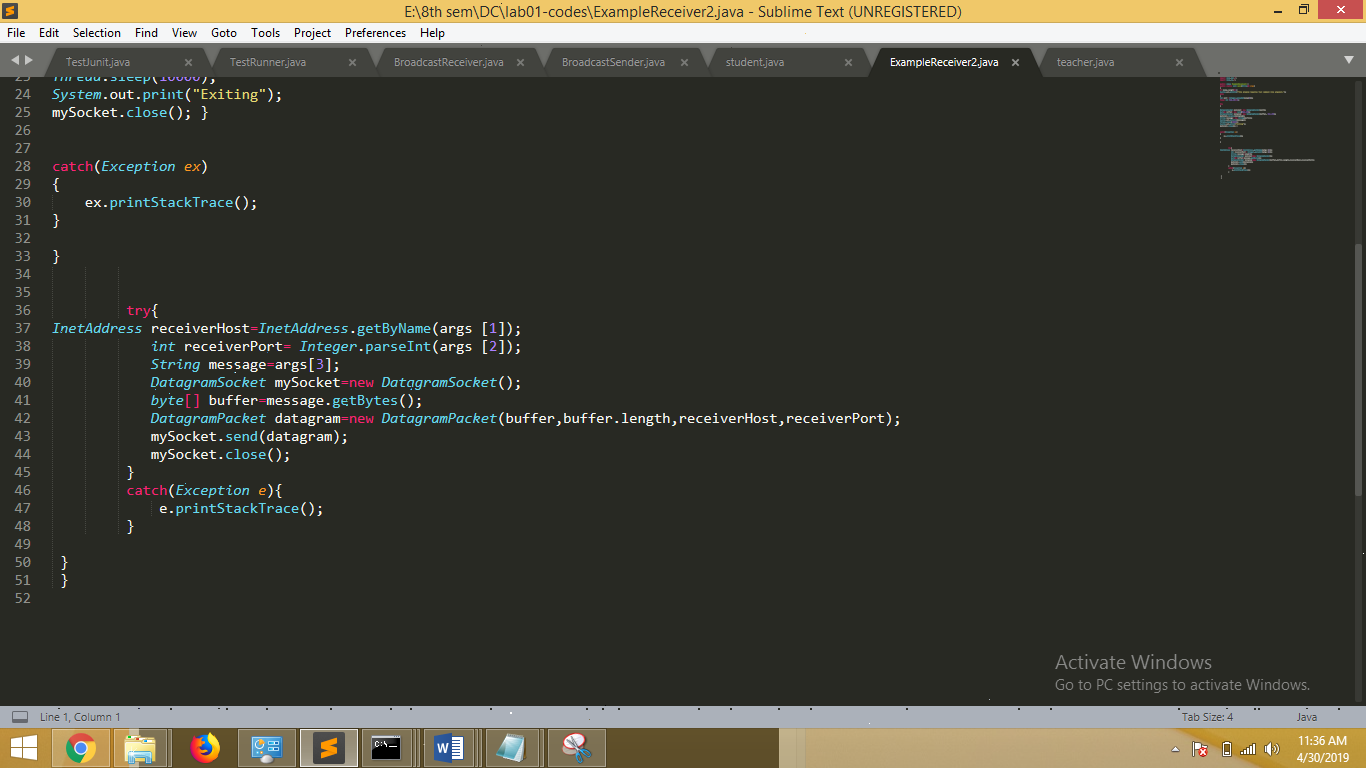 E:\8th sem\DC\lab01-codes\ExampleReceiver2.java - Sublime Text (UNREGISTERED)
File Edit Selection Find View Goto Tools Project Preferences Help
TestJunit.java TestRunner.java BroadcastReceiver.java BroadcastSender.java student.java ExampleReceiver2.java teacher.java
23 Thread.sleep(10000);
24 System.out.print("Exiting");
25 mySocket.close(); }
26
27
28 catch(Exception ex)
29 {
30 ex.printStackTrace();
31 }
32
33 }
34
35
36 try{
37 InetAddress receiverHost=InetAddress.getByName(args [1]);
38 int receiverPort= Integer.parseInt(args [2]);
39 String message=args[3];
40 DatagramSocket mySocket=new DatagramSocket();
41 byte[] buffer=message.getBytes();
42 DatagramPacket datagram=new DatagramPacket(buffer,buffer.length,receiverHost,receiverPort);
43 mySocket.send(datagram);
44 mySocket.close();
45 }
46 catch(Exception e){
47 e.printStackTrace();
48 }
49
50 }
51 }
52
Activate Windows
Go to PC settings to activate Windows.
Line 1, Column 1 Tab Size: 4 Java
11:36 AM
4/30/2019